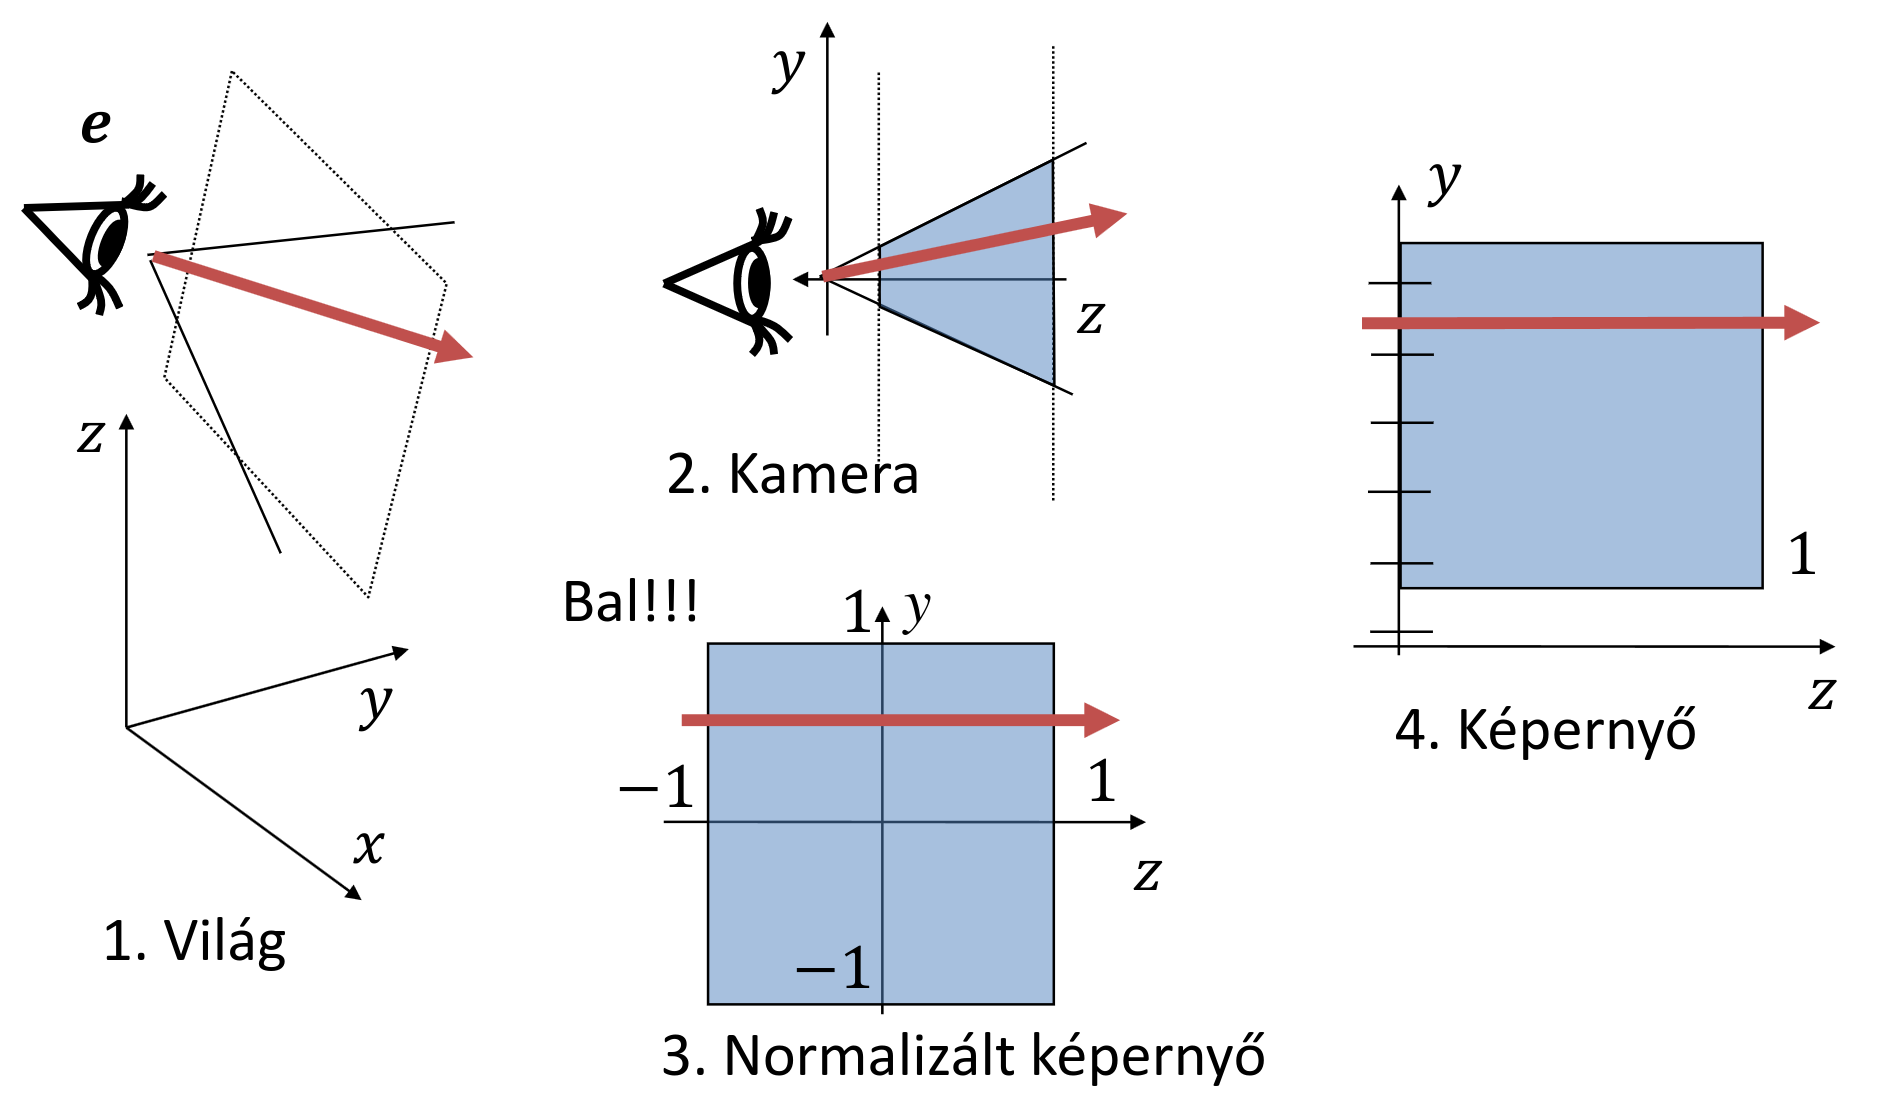 e
z
y
x
1. Világ
y
z
2. Kamera
Bal!!!
1
y
−1
1
z
−1
3. Normalizált képernyő
y
1
z
4. Képernyő